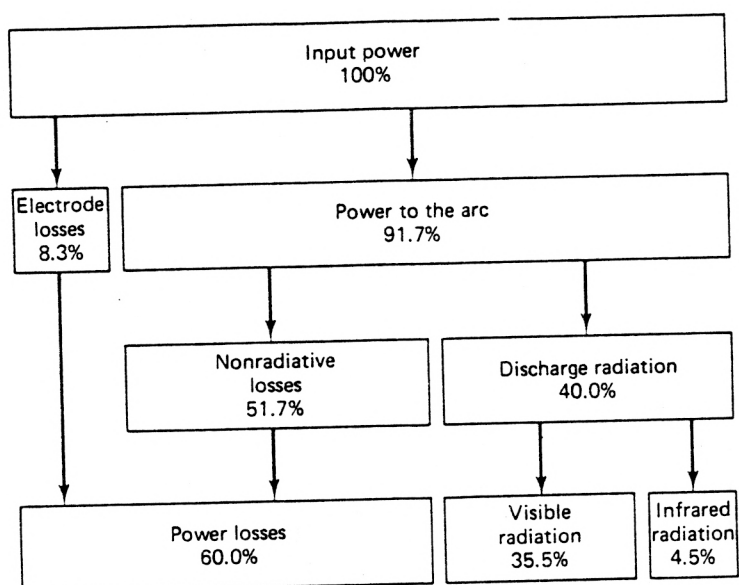 Input power
100%
Electrode
losses
8.3%
Power to the arc
91.7%
Nonradiative
losses
51.7%
Discharge radiation
40.0%
Power losses
60.0%
Visible
radiation
35.5%
Infrared
radiation
4.5%